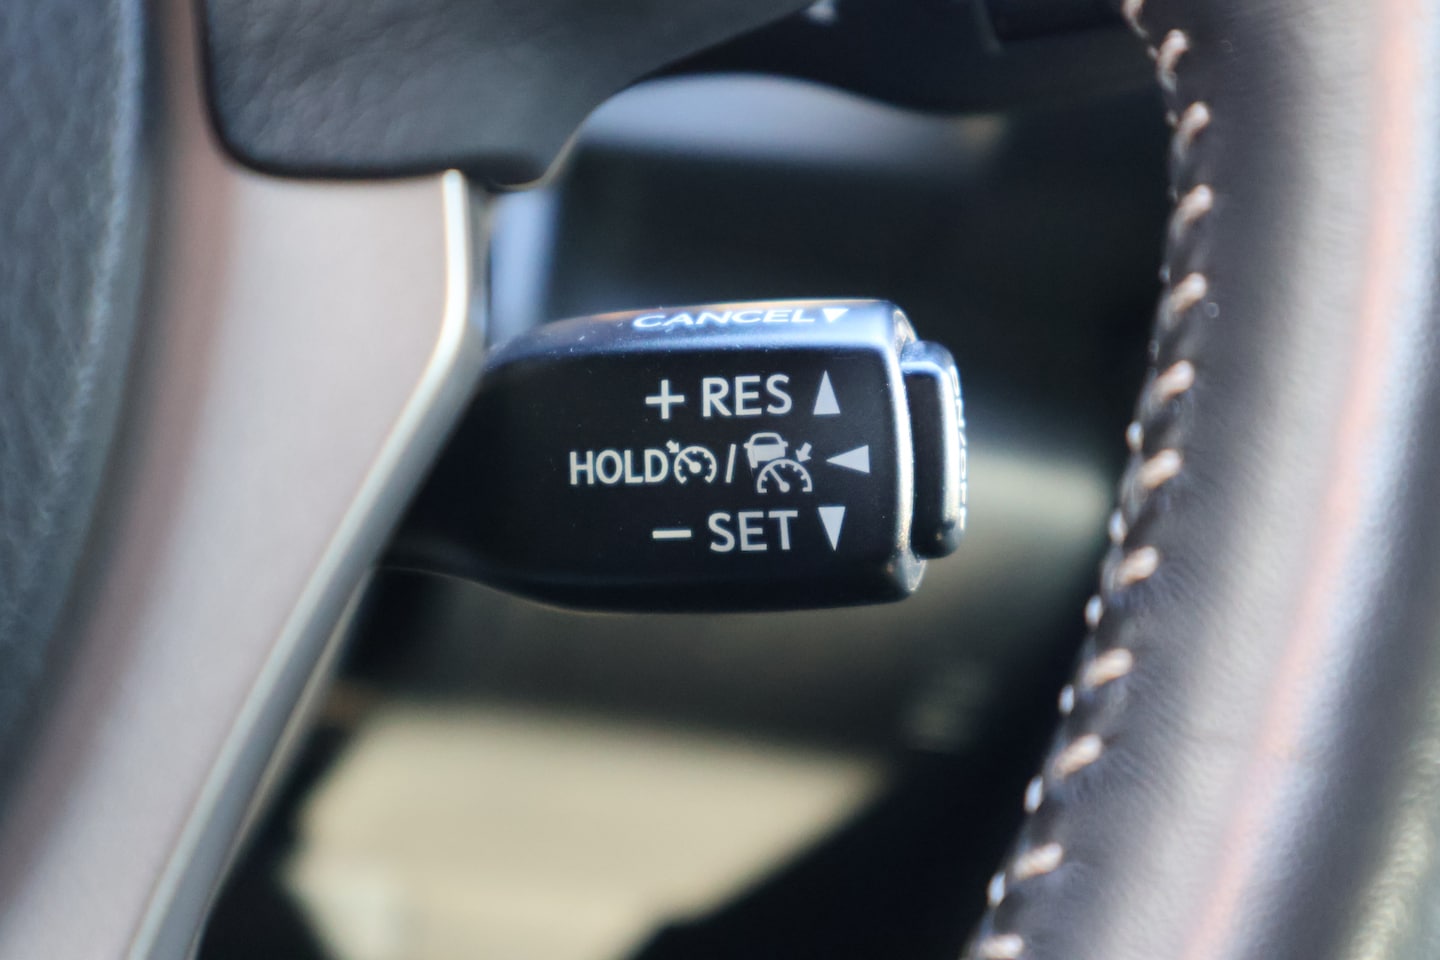 CANCEL▼
+ RES ▲
HOLD / ◀
− SET ▼